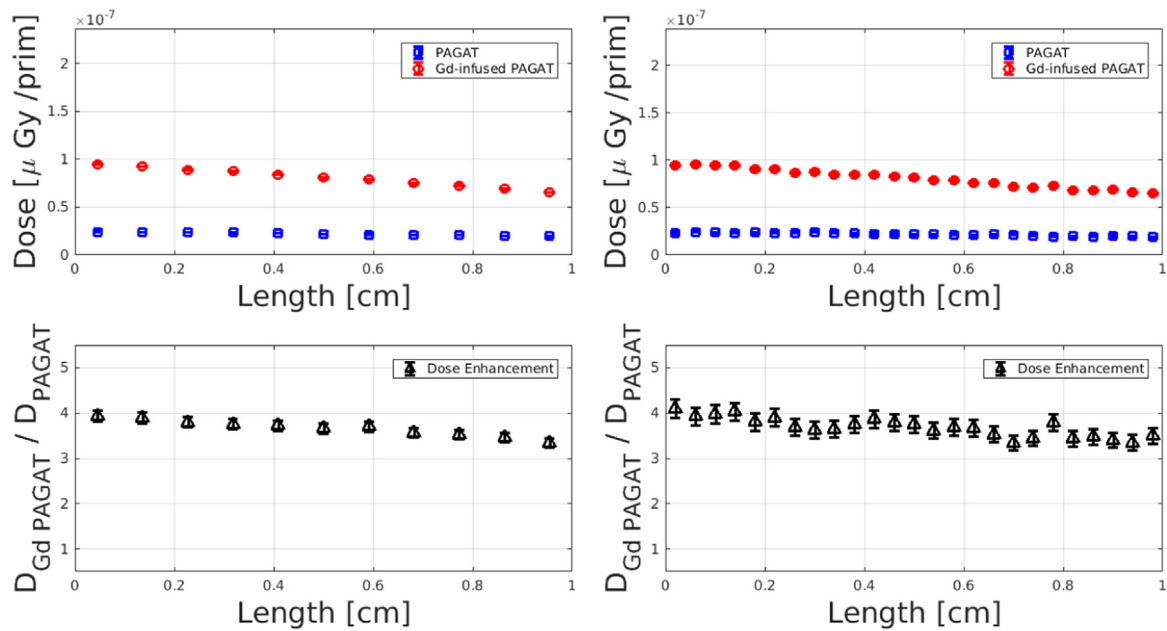 ×10⁻⁷
2
1.5
1
0.5
0
Dose [μ Gy /prim]
PAGAT
Gd-infused PAGAT
0 0.2 0.4 0.6 0.8 1
Length [cm]
×10⁻⁷
2
1.5
1
0.5
0
Dose [μ Gy /prim]
PAGAT
Gd-infused PAGAT
0 0.2 0.4 0.6 0.8 1
Length [cm]
5
4
3
2
1
D_Gd PAGAT / D_PAGAT
Dose Enhancement
0 0.2 0.4 0.6 0.8 1
Length [cm]
5
4
3
2
1
D_Gd PAGAT / D_PAGAT
Dose Enhancement
0 0.2 0.4 0.6 0.8 1
Length [cm]